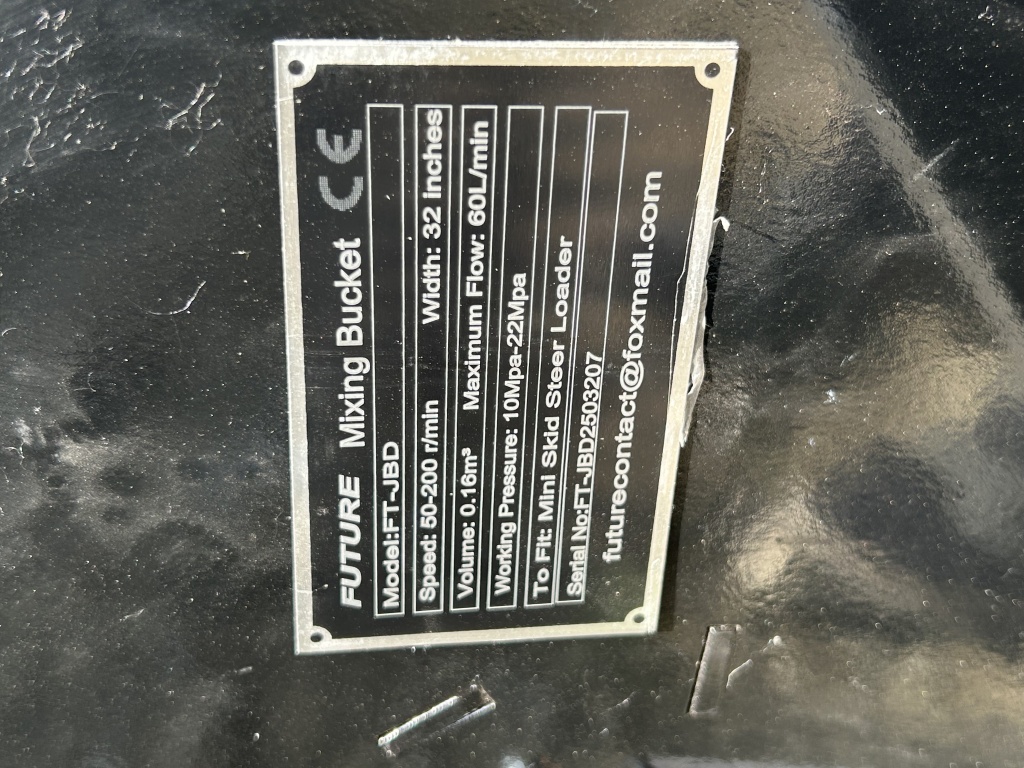 FUTURE Mixing Bucket CE
Model:FT-JBD
Speed: 50-200 r/min Width: 32 inches
Volume: 0.16m³ Maximum Flow: 60L/min
Working Pressure: 10Mpa-22Mpa
To Fit: Mini Skid Steer Loader
Serial No:FT-JBD2503207
futurecontact@foxmail.com